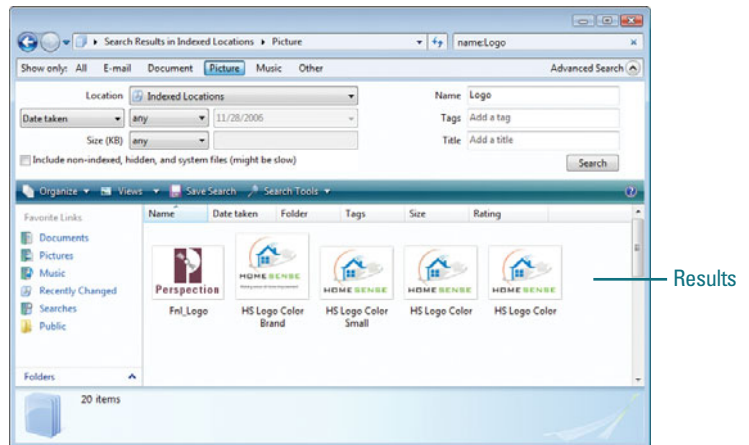 Search Results in Indexed Locations Picture name:Logo
Show only: All E-mail Document Picture Music Other Advanced Search
Location Indexed Locations Name Logo
Date taken any 11/28/2006 Tags Add a tag
Size (KB) any Title Add a title
Include non-indexed, hidden, and system files (might be slow) Search
Organize Views Save Search Search Tools
Favorite Links Name Date taken Folder Tags Size Rating
Documents
Pictures
Music
Recently Changed
Searches
Public
Perspection HOMESENSE HOMESENSE HOMESENSE HOMESENSE
Fnl_Logo HS Logo Color Brand HS Logo Color Small HS Logo Color HS Logo Color
Results
Folders
20 items